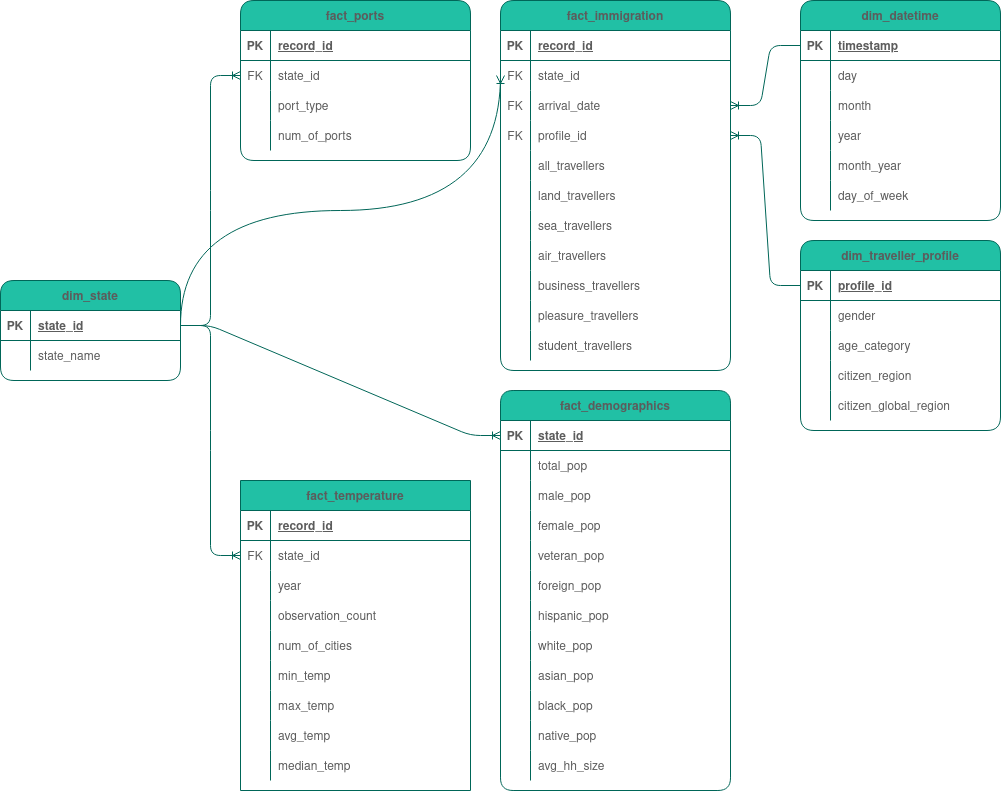 fact_ports
PK record_id
FK state_id
port_type
num_of_ports
fact_immigration
PK record_id
FK state_id
FK arrival_date
FK profile_id
all_travellers
land_travellers
sea_travellers
air_travellers
business_travellers
pleasure_travellers
student_travellers
dim_datetime
PK timestamp
day
month
year
month_year
day_of_week
dim_traveller_profile
PK profile_id
gender
age_category
citizen_region
citizen_global_region
dim_state
PK state_id
state_name
fact_demographics
PK state_id
total_pop
male_pop
female_pop
veteran_pop
foreign_pop
hispanic_pop
white_pop
asian_pop
black_pop
native_pop
avg_hh_size
fact_temperature
PK record_id
FK state_id
year
observation_count
num_of_cities
min_temp
max_temp
avg_temp
median_temp